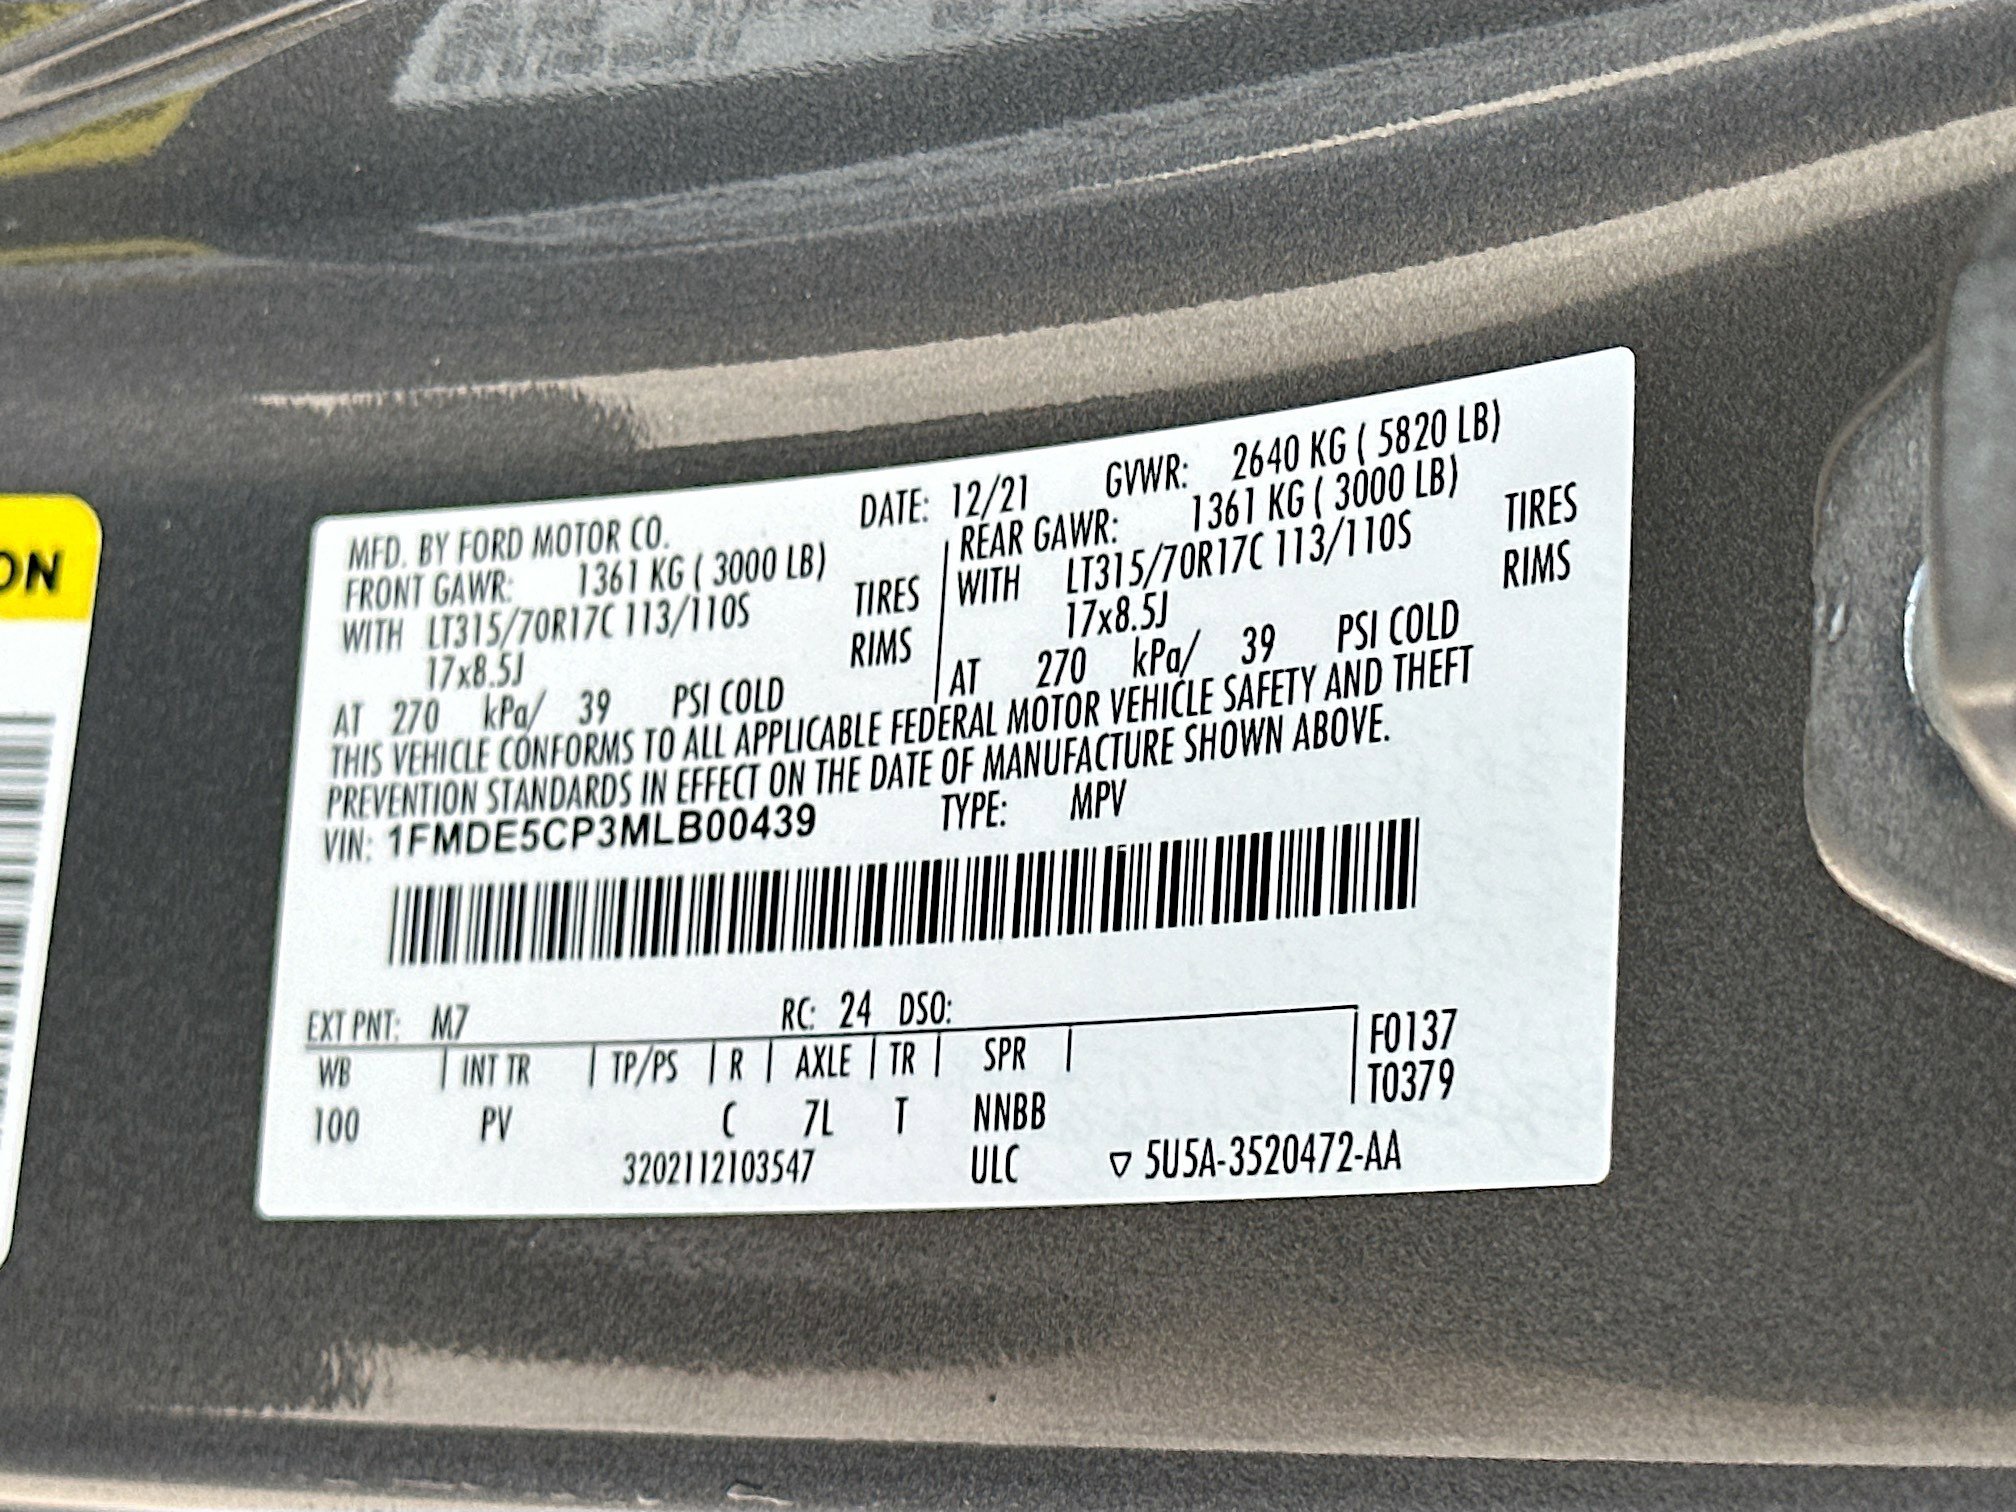 ON
MFD. BY FORD MOTOR CO. DATE: 12/21 GVWR: 2640 KG ( 5820 LB)
FRONT GAWR: 1361 KG ( 3000 LB) REAR GAWR: 1361 KG ( 3000 LB)
WITH LT315/70R17C 113/110S TIRES WITH LT315/70R17C 113/110S TIRES
17x8.5J RIMS 17x8.5J RIMS
AT 270 kPa/ 39 PSI COLD AT 270 kPa/ 39 PSI COLD
THIS VEHICLE CONFORMS TO ALL APPLICABLE FEDERAL MOTOR VEHICLE SAFETY AND THEFT
PREVENTION STANDARDS IN EFFECT ON THE DATE OF MANUFACTURE SHOWN ABOVE.
VIN: 1FMDE5CP3MLB00439 TYPE: MPV
EXT PNT: M7 RC: 24 DSO:
WB INT TR TP/PS R AXLE TR SPR F0137
100 PV C 7L T NNBB T0379
3202112103547 ULC ▽ 5U5A-3520472-AA